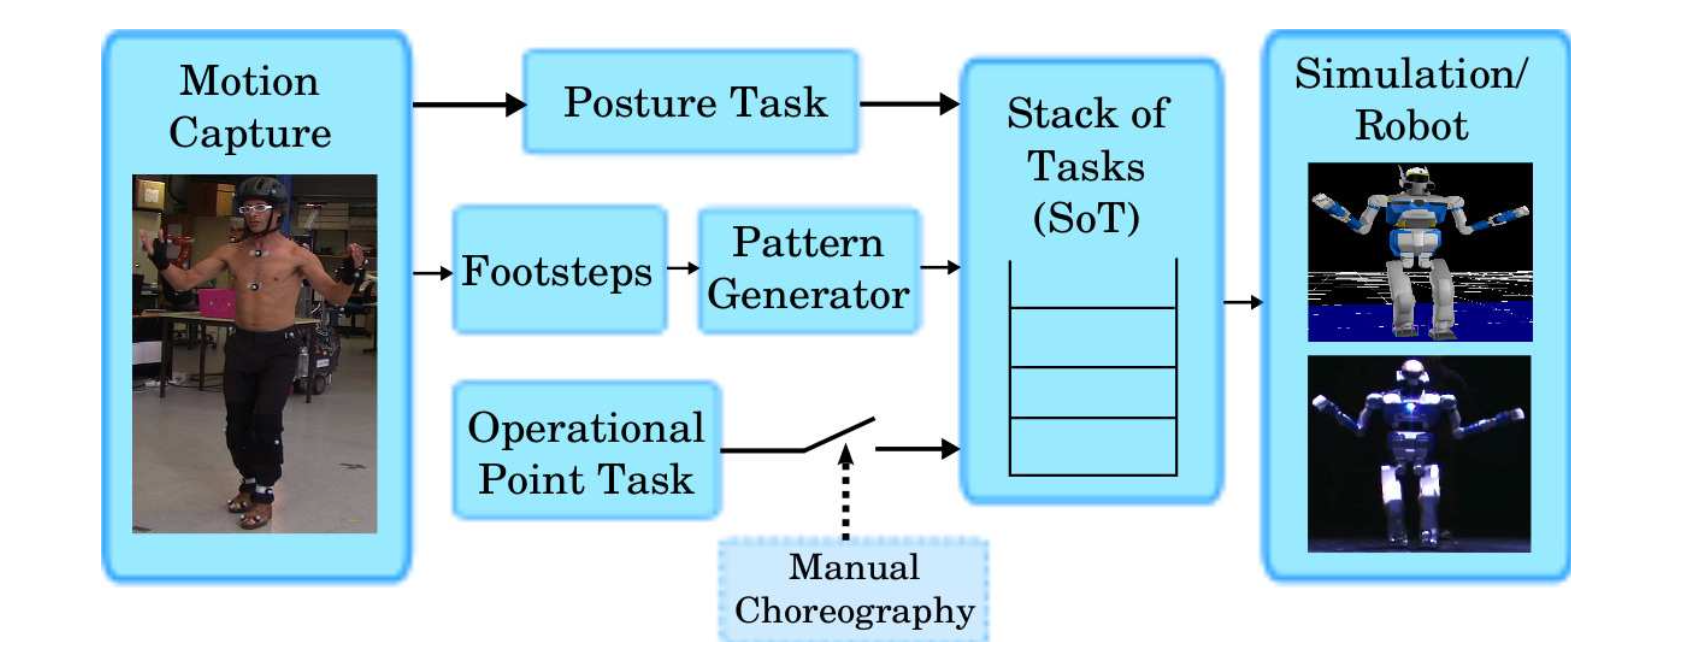 Motion
Capture
Posture Task
Footsteps
Pattern
Generator
Operational
Point Task
Manual
Choreography
Stack of
Tasks
(SoT)
Simulation/
Robot